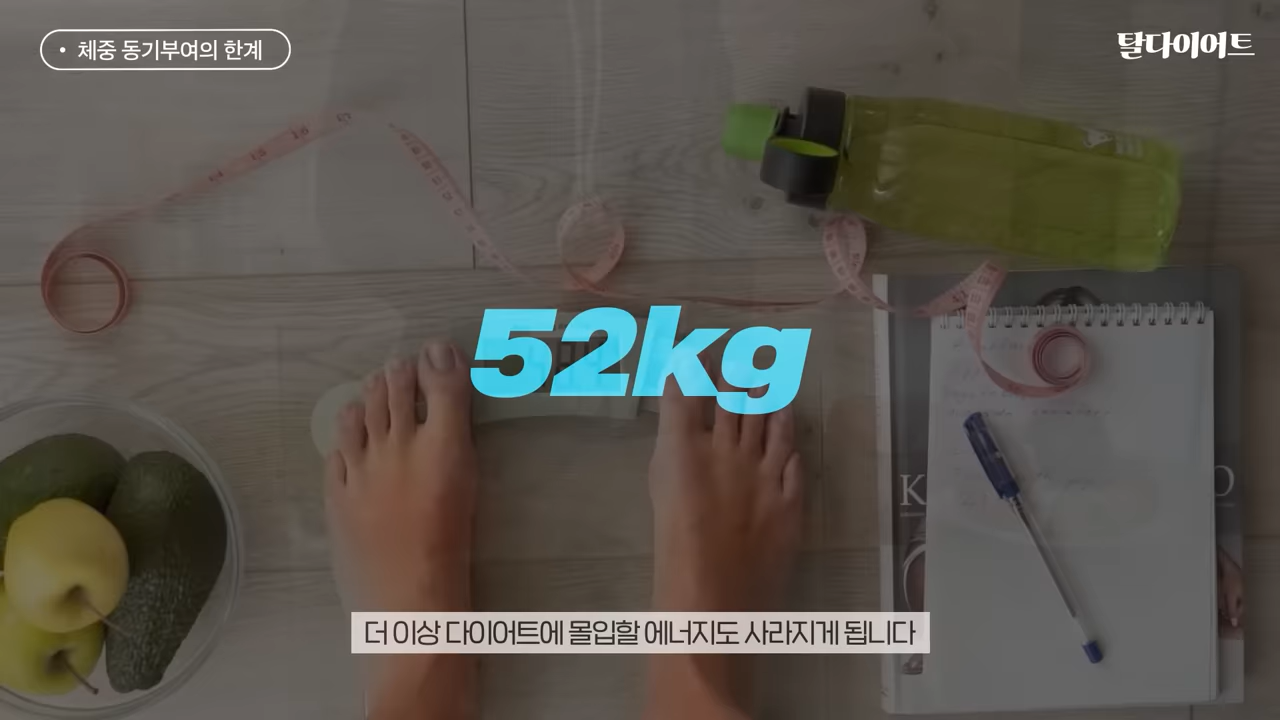 • 체중 동기부여의 한계
탈다이어트
52kg
K
O
더 이상 다이어트에 몰입할 에너지도 사라지게 됩니다